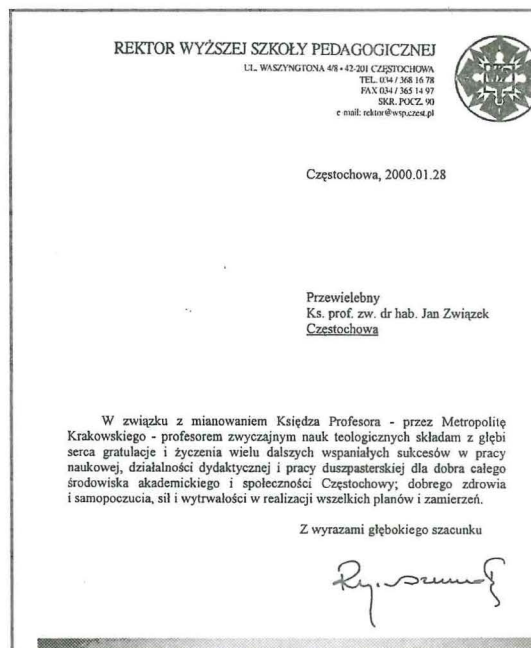 REKTOR WYŻSZEJ SZKOŁY PEDAGOGICZNEJ
UL. WASZYNGTONA 4/8 • 42-201 CZĘSTOCHOWA
TEL. 034 / 368 16 78
FAX 034 / 365 14 97
SKR. POCZ. 90
e mail: rektor@wsp.czest.pl
Częstochowa, 2000.01.28
Przewielebny
Ks. prof. zw. dr hab. Jan Związek
Częstochowa
W związku z mianowaniem Księdza Profesora - przez Metropolitę
Krakowskiego - profesorem zwyczajnym nauk teologicznych składam z głębi
serca gratulacje i życzenia wielu dalszych wspaniałych sukcesów w pracy
naukowej, działalności dydaktycznej i pracy duszpasterskiej dla dobra całego
środowiska akademickiego i społeczności Częstochowy; dobrego zdrowia
i samopoczucia, sił i wytrwałości w realizacji wszelkich planów i zamierzeń.
Z wyrazami głębokiego szacunku